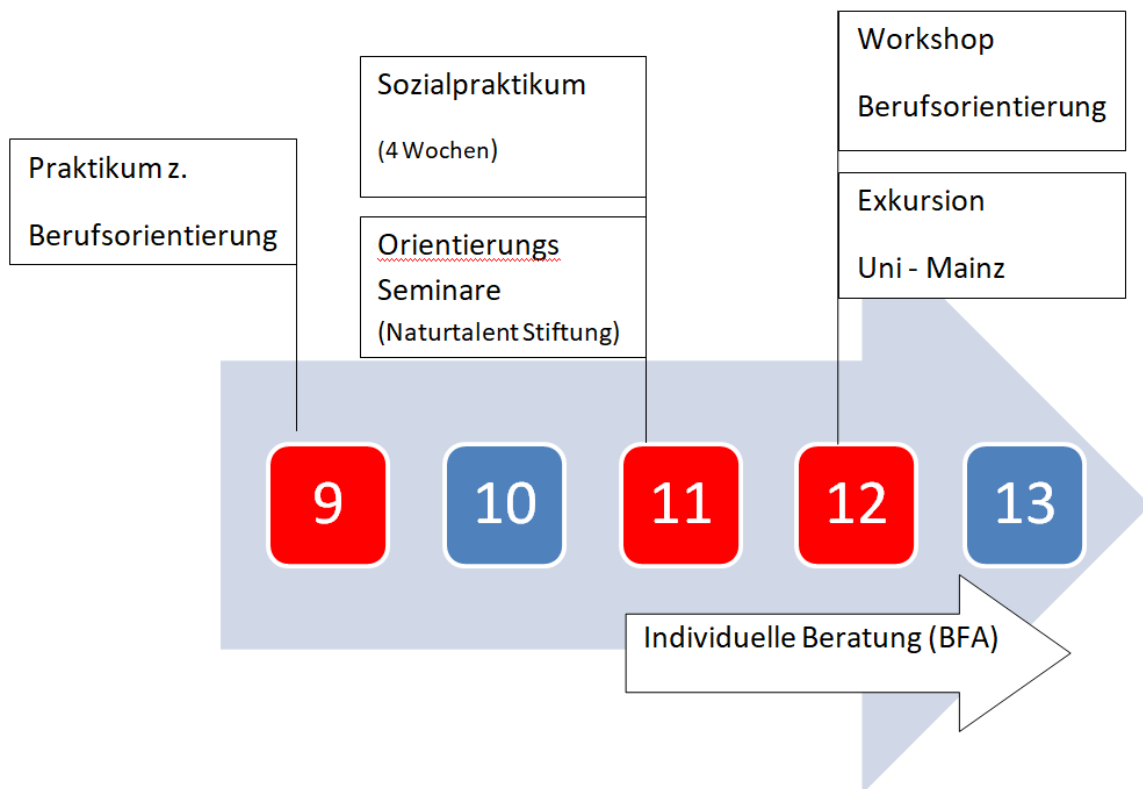 Praktikum z.
Berufsorientierung
Sozialpraktikum
(4 Wochen)
Orientierungs
Seminare
(Naturtalent Stiftung)
Workshop
Berufsorientierung
Exkursion
Uni - Mainz
9
10
11
12
13
Individuelle Beratung (BFA)